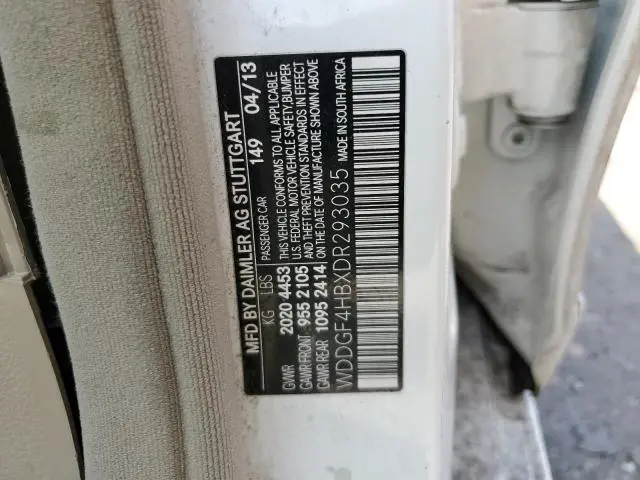 MFD BY DAIMLER AG STUTTGART
KG LBS PASSENGER CAR 149 04/13
GVWR 2020 4453 THIS VEHICLE CONFORMS TO ALL APPLICABLE
U.S. FEDERAL MOTOR VEHICLE SAFETY, BUMPER
GAWR FRONT 955 2105 AND THEFT PREVENTION STANDARDS IN EFFECT
GAWR REAR 1095 2414 ON THE DATE OF MANUFACTURE SHOWN ABOVE
WDDGF4HBXDR293035 MADE IN SOUTH AFRICA